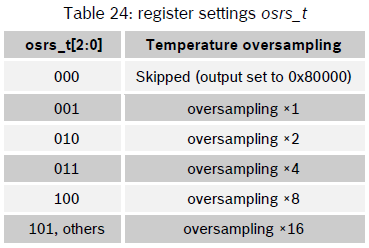 Table 24: register settings osrs_t
osrs_t[2:0] Temperature oversampling
000 Skipped (output set to 0x80000)
001 oversampling ×1
010 oversampling ×2
011 oversampling ×4
100 oversampling ×8
101, others oversampling ×16